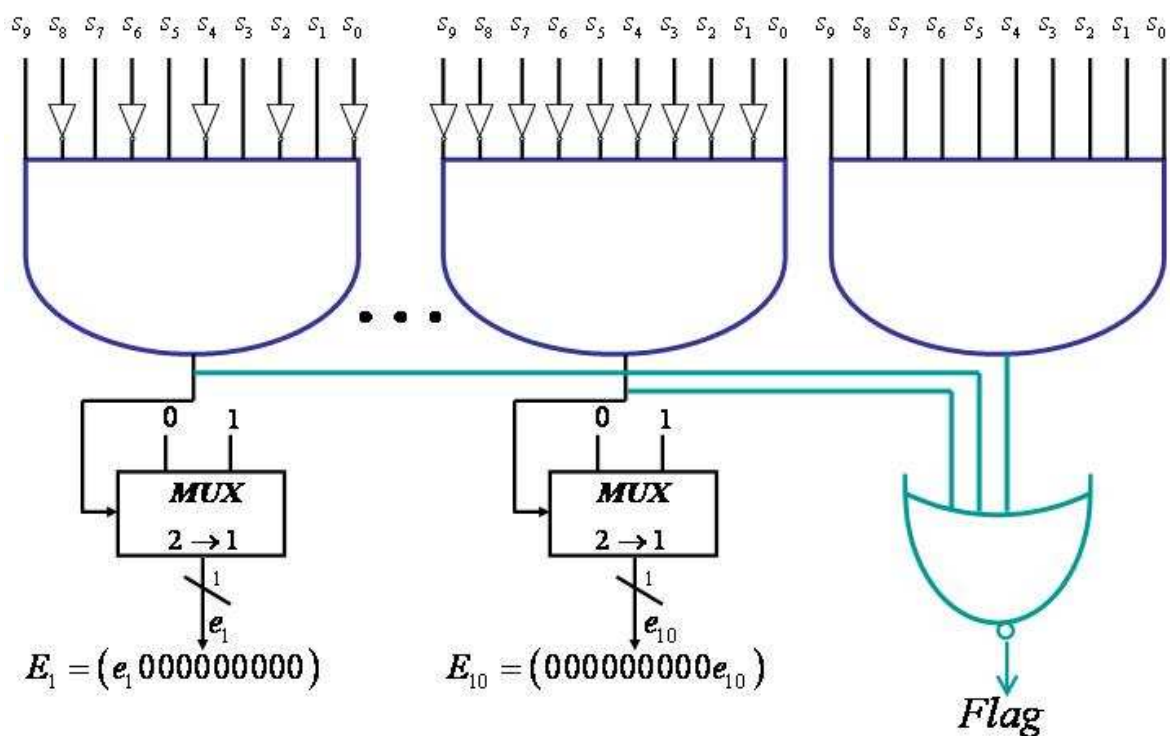 S₉ S₈ S₇ S₆ S₅ S₄ S₃ S₂ S₁ S₀
S₉ S₈ S₇ S₆ S₅ S₄ S₃ S₂ S₁ S₀
S₉ S₈ S₇ S₆ S₅ S₄ S₃ S₂ S₁ S₀
0 1
MUX
2 → 1
1
e₁
E₁ = (e₁000000000)
0 1
MUX
2 → 1
1
e₁₀
E₁₀ = (000000000e₁₀)
Flag